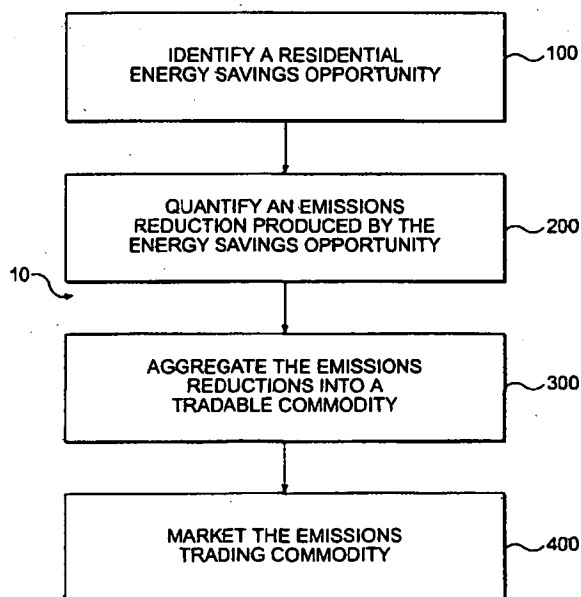 IDENTIFY A RESIDENTIAL
ENERGY SAVINGS OPPORTUNITY
100
QUANTIFY AN EMISSIONS
REDUCTION PRODUCED BY THE
ENERGY SAVINGS OPPORTUNITY
200
10
AGGREGATE THE EMISSIONS
REDUCTIONS INTO A
TRADABLE COMMODITY
300
MARKET THE EMISSIONS
TRADING COMMODITY
400